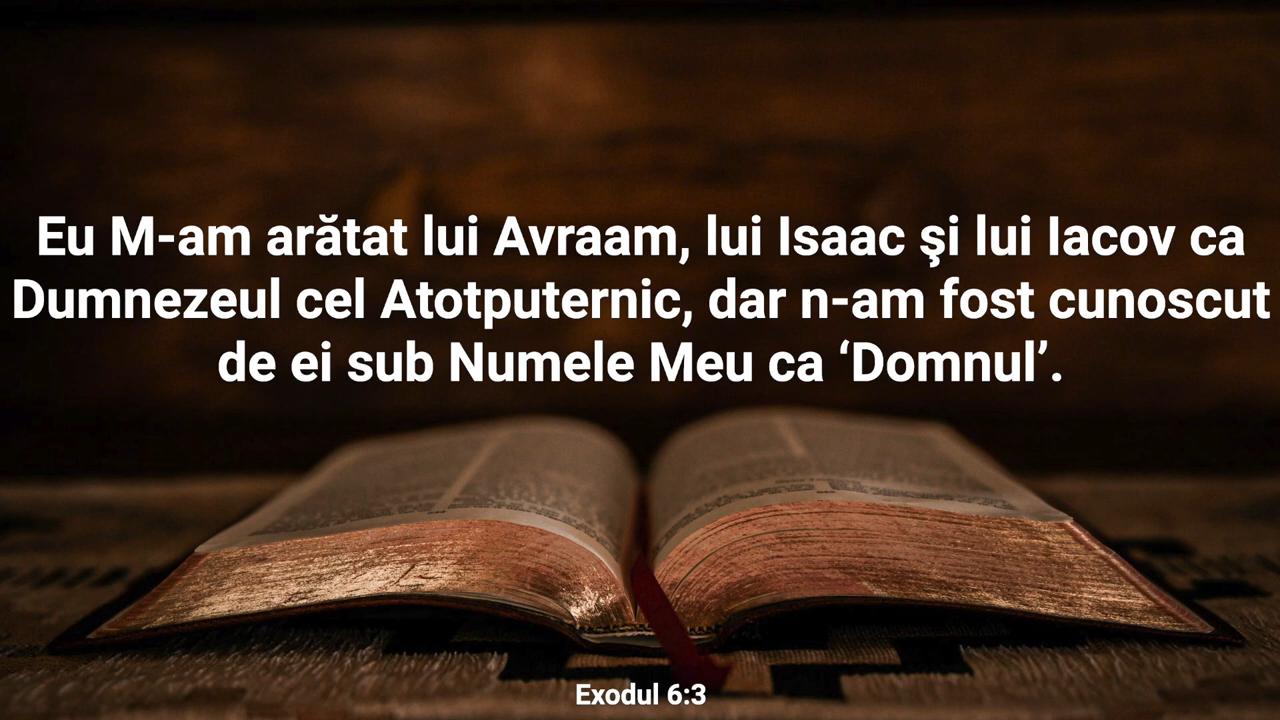 Eu M-am arătat lui Avraam, lui Isaac şi lui Iacov ca
Dumnezeul cel Atotputernic, dar n-am fost cunoscut
de ei sub Numele Meu ca ‘Domnul’.
Exodul 6:3